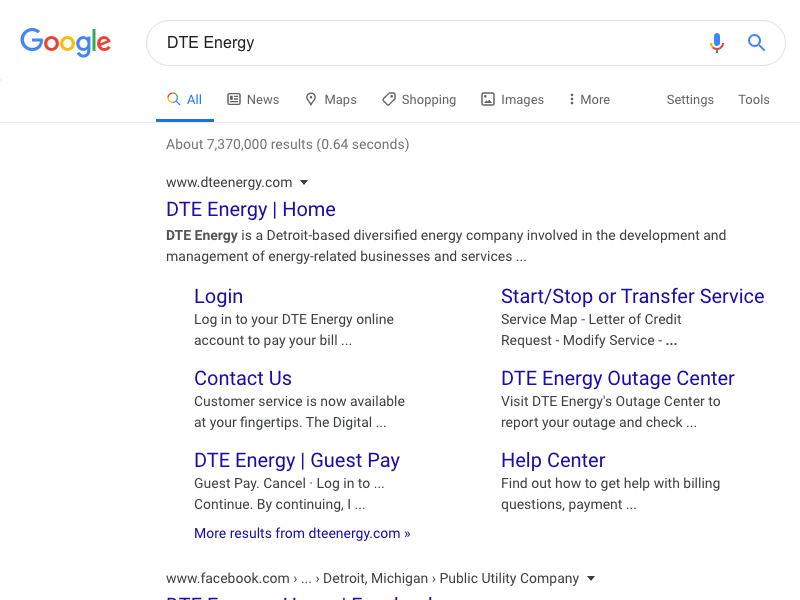 Google
DTE Energy
All News Maps Shopping Images More Settings Tools
About 7,370,000 results (0.64 seconds)
www.dteenergy.com
DTE Energy | Home
DTE Energy is a Detroit-based diversified energy company involved in the development and
management of energy-related businesses and services ...
Login
Log in to your DTE Energy online
account to pay your bill ...
Start/Stop or Transfer Service
Service Map - Letter of Credit
Request - Modify Service - ...
Contact Us
Customer service is now available
at your fingertips. The Digital ...
DTE Energy Outage Center
Visit DTE Energy's Outage Center to
report your outage and check ...
DTE Energy | Guest Pay
Guest Pay. Cancel · Log in to ...
Continue. By continuing, I ...
Help Center
Find out how to get help with billing
questions, payment ...
More results from dteenergy.com »
www.facebook.com › ... › Detroit, Michigan › Public Utility Company